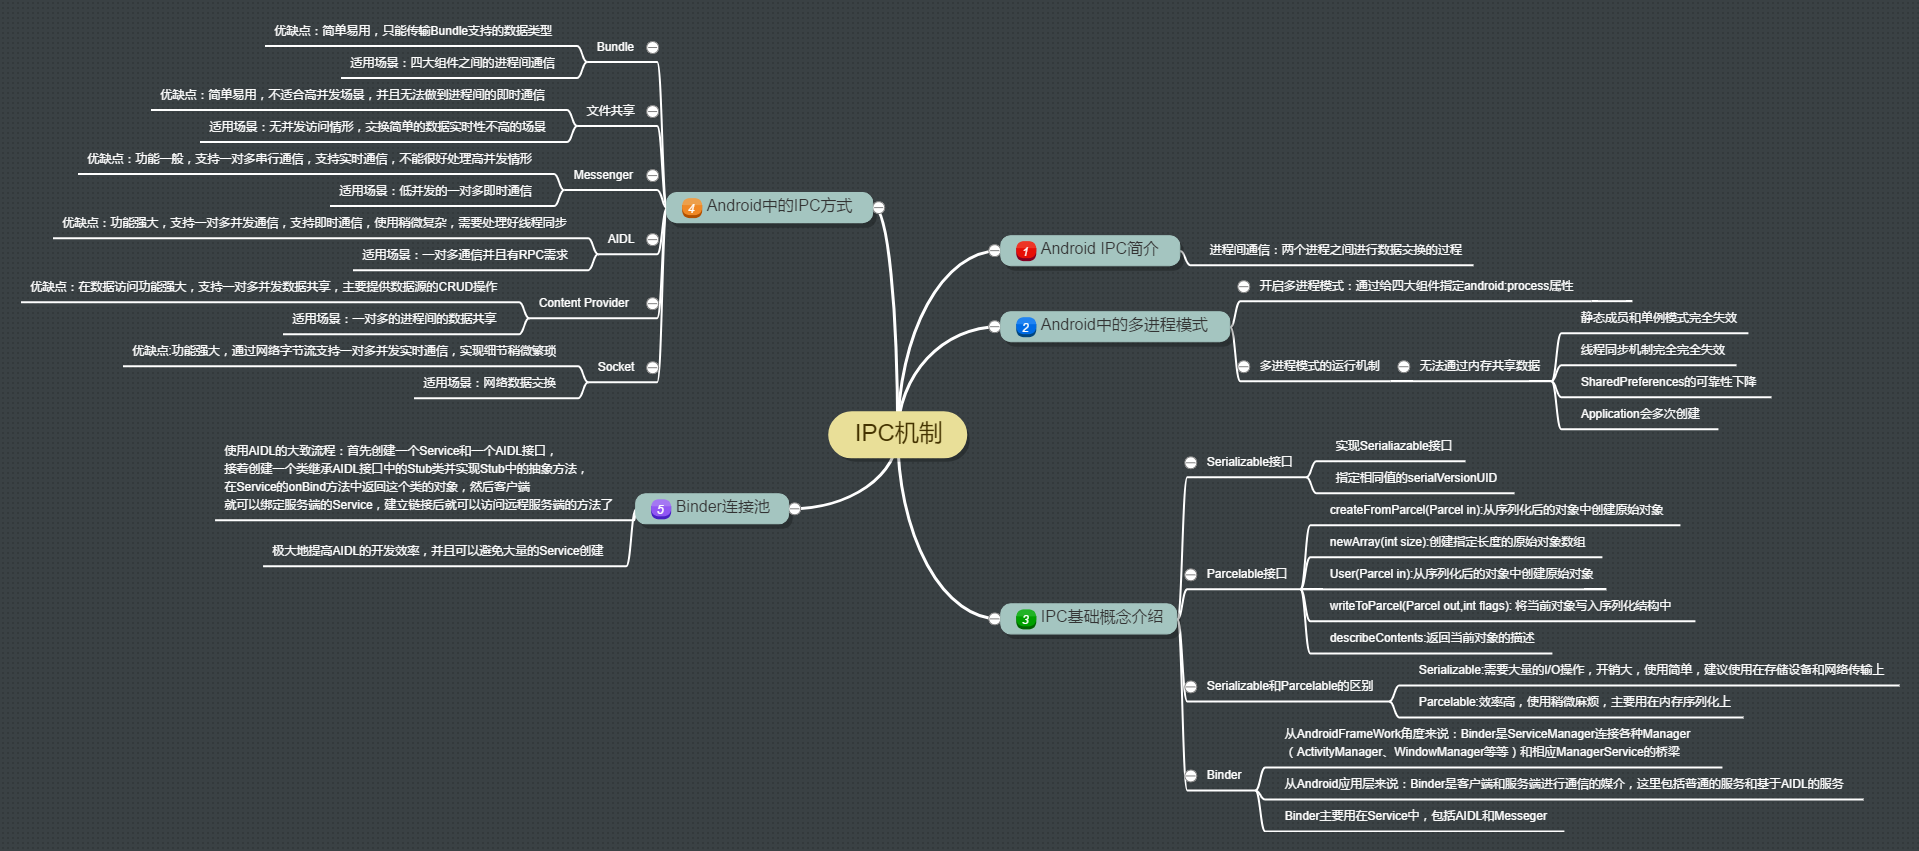 IPC机制
1 Android IPC简介
进程间通信：两个进程之间进行数据交换的过程
2 Android中的多进程模式
开启多进程模式：通过给四大组件指定android:process属性
多进程模式的运行机制
无法通过内存共享数据
静态成员和单例模式完全失效
线程同步机制完全完全失效
SharedPreferences的可靠性下降
Application会多次创建
3 IPC基础概念介绍
Serializable接口
实现Serialiazable接口
指定相同值的serialVersionUID
Parcelable接口
createFromParcel(Parcel in):从序列化后的对象中创建原始对象
newArray(int size):创建指定长度的原始对象数组
User(Parcel in):从序列化后的对象中创建原始对象
writeToParcel(Parcel out,int flags): 将当前对象写入序列化结构中
describeContents:返回当前对象的描述
Serializable和Parcelable的区别
Serializable:需要大量的I/O操作，开销大，使用简单，建议使用在存储设备和网络传输上
Parcelable:效率高，使用稍微麻烦，主要用在内存序列化上
Binder
从AndroidFrameWork角度来说：Binder是ServiceManager连接各种Manager
（ActivityManager、WindowManager等等）和相应ManagerService的桥梁
从Android应用层来说：Binder是客户端和服务端进行通信的媒介，这里包括普通的服务和基于AIDL的服务
Binder主要用在Service中，包括AIDL和Messeger
4 Android中的IPC方式
Bundle
优缺点：简单易用，只能传输Bundle支持的数据类型
适用场景：四大组件之间的进程间通信
文件共享
优缺点：简单易用，不适合高并发场景，并且无法做到进程间的即时通信
适用场景：无并发访问情形，交换简单的数据实时性不高的场景
Messenger
优缺点：功能一般，支持一对多串行通信，支持实时通信，不能很好处理高并发情形
适用场景：低并发的一对多即时通信
AIDL
优缺点：功能强大，支持一对多并发通信，支持即时通信，使用稍微复杂，需要处理好线程同步
适用场景：一对多通信并且有RPC需求
Content Provider
优缺点：在数据访问功能强大，支持一对多并发数据共享，主要提供数据源的CRUD操作
适用场景：一对多的进程间的数据共享
Socket
优缺点:功能强大，通过网络字节流支持一对多并发实时通信，实现细节稍微繁琐
适用场景：网络数据交换
5 Binder连接池
使用AIDL的大致流程：首先创建一个Service和一个AIDL接口，
接着创建一个类继承AIDL接口中的Stub类并实现Stub中的抽象方法，
在Service的onBind方法中返回这个类的对象，然后客户端
就可以绑定服务端的Service，建立链接后就可以访问远程服务端的方法了
极大地提高AIDL的开发效率，并且可以避免大量的Service创建